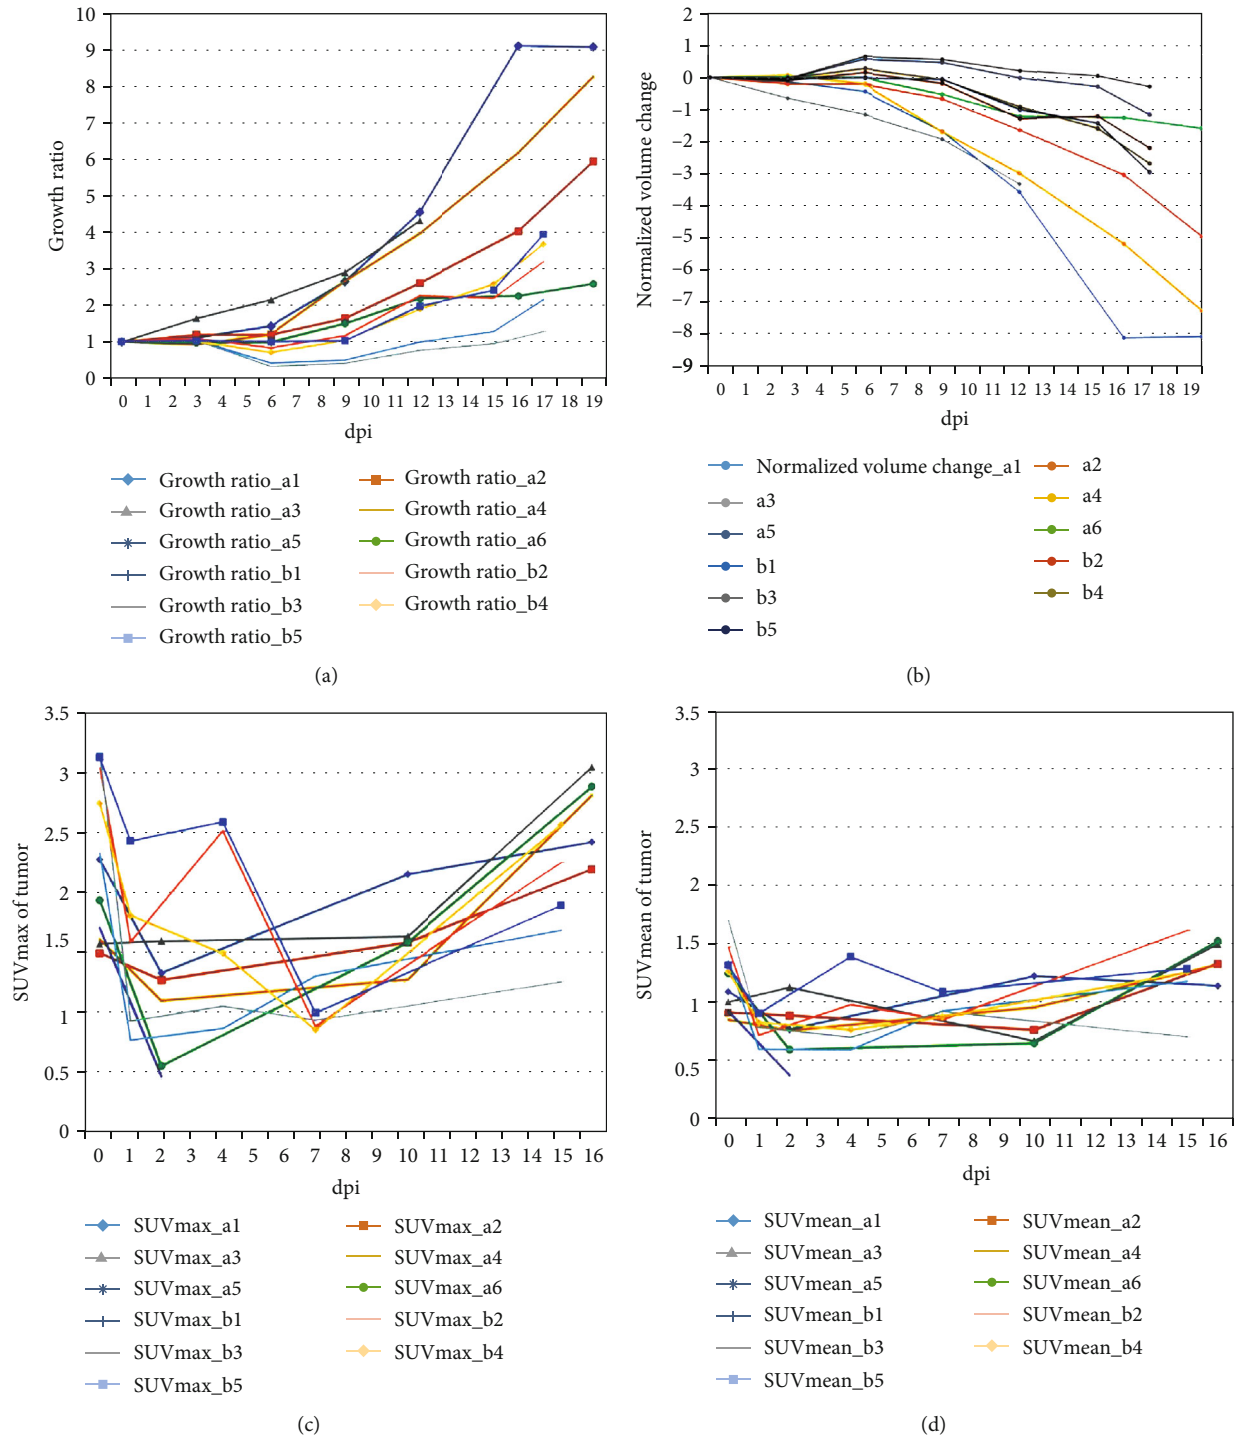 10
9
8
7
6
5
4
3
2
1
0
Growth ratio
0 1 2 3 4 5 6 7 8 9 10 11 12 13 14 15 16 17 18 19
dpi
Growth ratio_a1
Growth ratio_a2
Growth ratio_a3
Growth ratio_a4
Growth ratio_a5
Growth ratio_a6
Growth ratio_b1
Growth ratio_b2
Growth ratio_b3
Growth ratio_b4
Growth ratio_b5
(a)
2
1
0
−1
−2
−3
−4
−5
−6
−7
−8
−9
Normalized volume change
0 1 2 3 4 5 6 7 8 9 10 11 12 13 14 15 16 17 19
dpi
Normalized volume change_a1
a2
a3
a4
a5
a6
b1
b2
b3
b4
b5
(b)
3.5
3
2.5
2
1.5
1
0.5
0
SUVmax of tumor
0 1 2 3 4 5 6 7 8 9 10 11 12 13 14 15 16
dpi
SUVmax_a1
SUVmax_a2
SUVmax_a3
SUVmax_a4
SUVmax_a5
SUVmax_a6
SUVmax_b1
SUVmax_b2
SUVmax_b3
SUVmax_b4
SUVmax_b5
(c)
3.5
3
2.5
2
1.5
1
0.5
0
SUVmean of tumor
0 1 2 3 4 5 6 7 8 9 10 11 12 13 14 15 16
dpi
SUVmean_a1
SUVmean_a2
SUVmean_a3
SUVmean_a4
SUVmean_a5
SUVmean_a6
SUVmean_b1
SUVmean_b2
SUVmean_b3
SUVmean_b4
SUVmean_b5
(d)